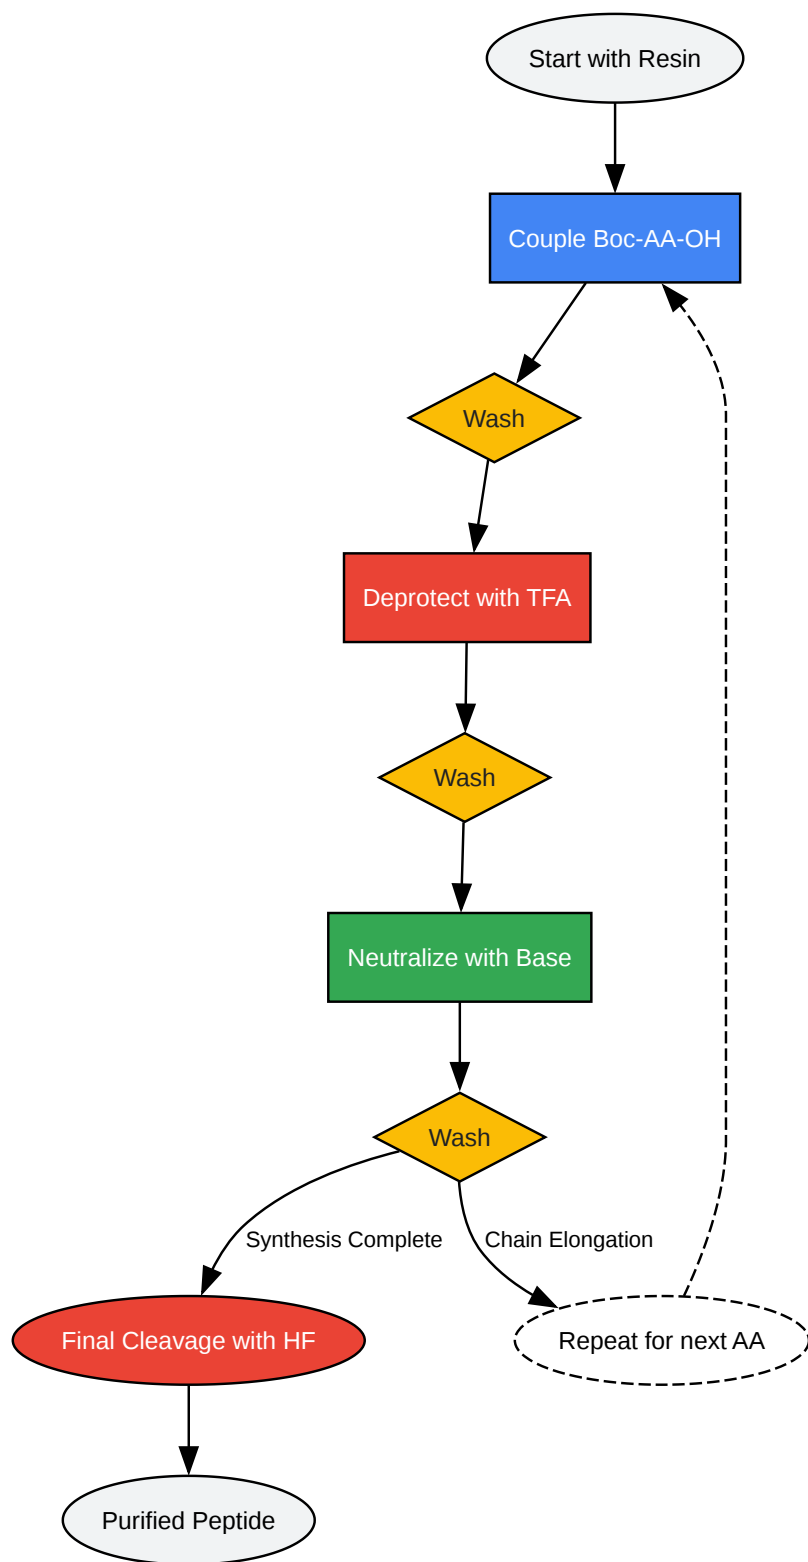 Start with Resin
Couple Boc-AA-OH
Wash
Deprotect with TFA
Wash
Neutralize with Base
Wash
Synthesis Complete
Chain Elongation
Final Cleavage with HF
Repeat for next AA
Purified Peptide